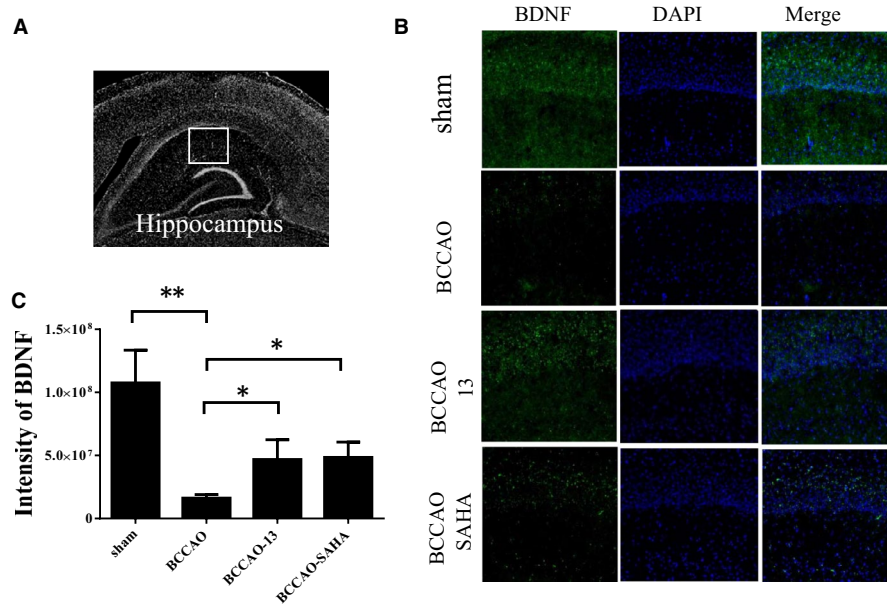 A
Hippocampus
B
BDNF DAPI Merge
sham
BCCAO
BCCAO
13
BCCAO
SAHA
C
**
*
*
Intensity of BDNF
1.5×10⁸
1.0×10⁸
5.0×10⁷
0
sham
BCCAO
BCCAO-13
BCCAO-SAHA